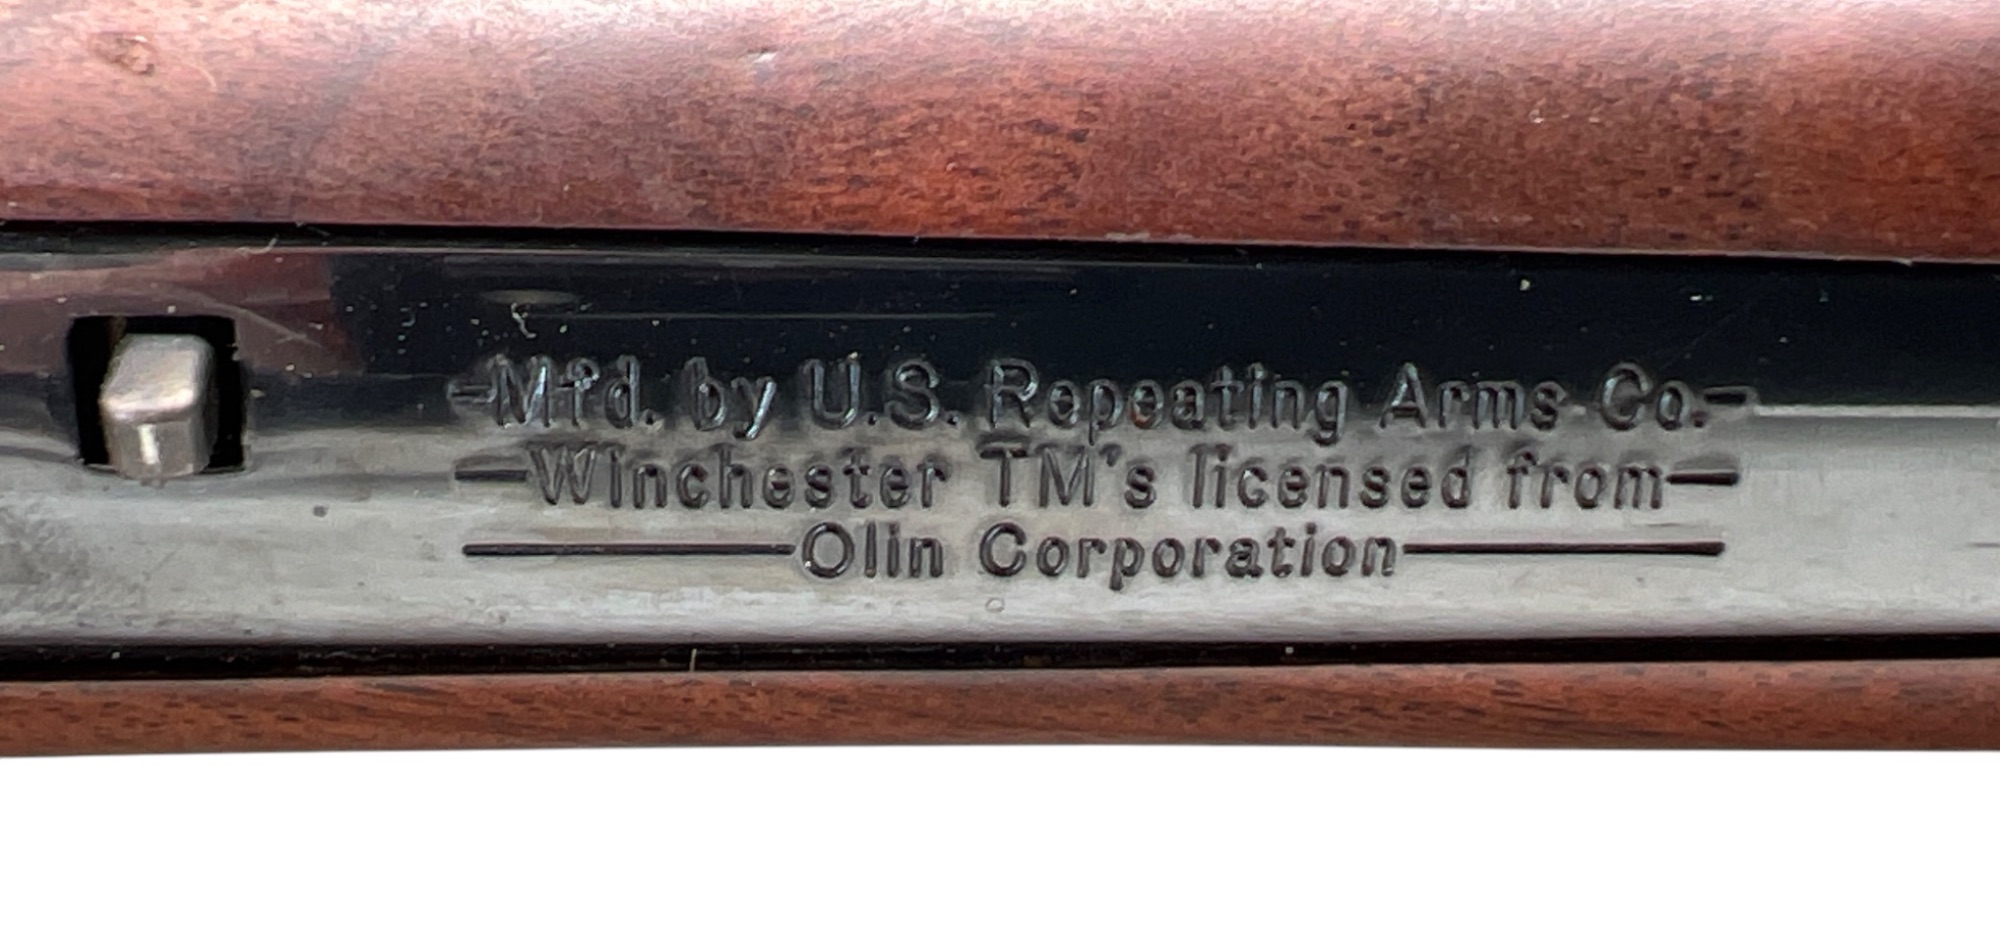 -Mfd. by U.S. Repeating Arms Co.-
-Winchester TM's licensed from-
-Olin Corporation-